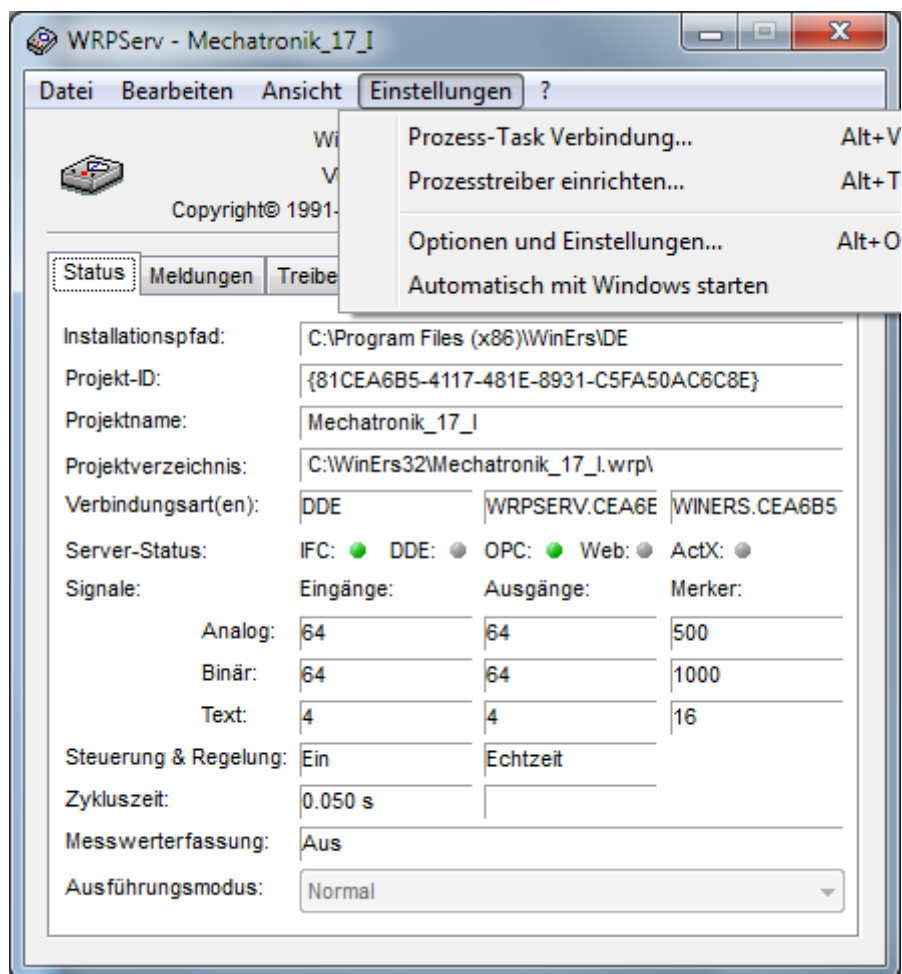 WRPServ - Mechatronik_17_I
Datei Bearbeiten Ansicht Einstellungen ?
Prozess-Task Verbindung... Alt+V
Prozesstreiber einrichten... Alt+T
Optionen und Einstellungen... Alt+O
Automatisch mit Windows starten
Copyright© 1991-
Status Meldungen
Installationspfad: C:\Program Files (x86)\WinErs\DE
Projekt-ID: {81CEA6B5-4117-481E-8931-C5FA50AC6C8E}
Projektname: Mechatronik_17_I
Projektverzeichnis: C:\WinErs32\Mechatronik_17_I.wrp\
Verbindungsart(en): DDE WRPSERV.CEA6B WINERS.CEA6B5
Server-Status: IFC: DDE: OPC: Web: ActX:
Signale: Eingänge: Ausgänge: Merker:
Analog: 64 64 500
Binär: 64 64 1000
Text: 4 4 16
Steuerung & Regelung: Ein Echtzeit
Zykluszeit: 0.050 s
Messwerterfassung: Aus
Ausführungsmodus: Normal